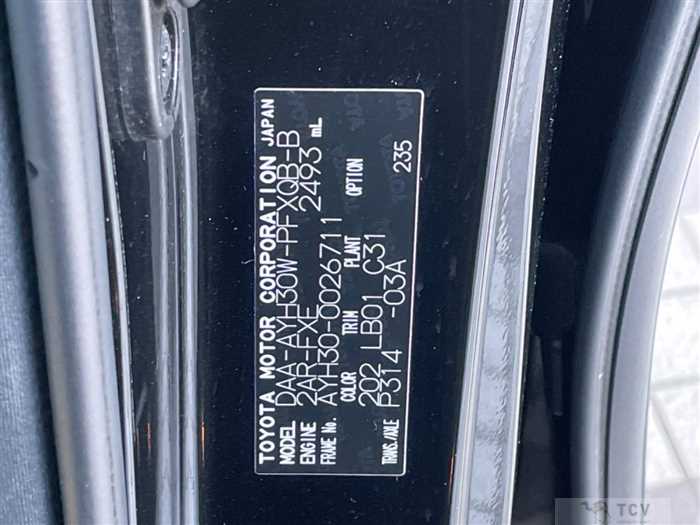 TOYOTA MOTOR CORPORATION JAPAN
MODEL DAA-AYH30W-PFXQB-B
ENGINE 2AR-FXE 2493 mL
FRAME No. AYH30-0026711
COLOR TRIM PLANT OPTION
202 LB01 C31
TRANS./AXLE P314 -03A 235
TCV